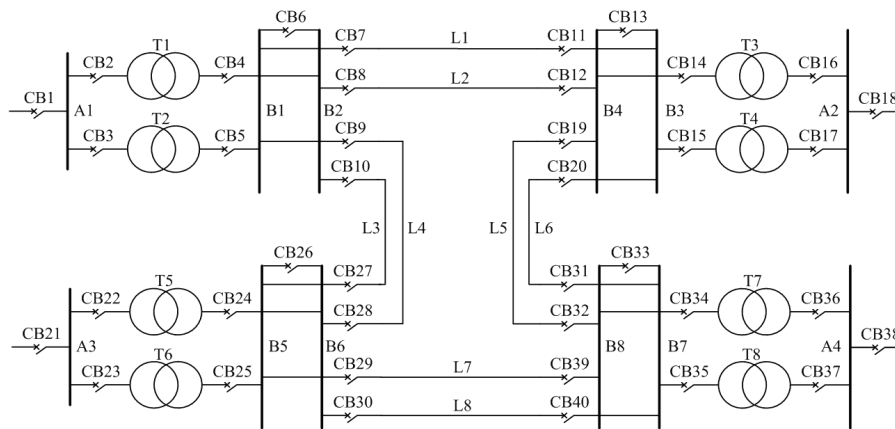 CB6 CB13
T1 CB7 L1 CB11 T3
CB2 CB4 CB14 CB16
CB8 L2 CB12
CB1 A1 B1 B2 B4 B3 A2 CB18
T2 T4
CB3 CB5 CB9 CB19 CB15 CB17
CB10 CB20
L3 L4 L5 L6
CB26 CB33
T5 CB27 CB31 T7
CB22 CB24 CB34 CB36
CB28 CB32
CB21 A3 B5 B6 B8 B7 A4 CB38
T6 T8
CB23 CB25 CB29 L7 CB39 CB35 CB37
CB30 L8 CB40